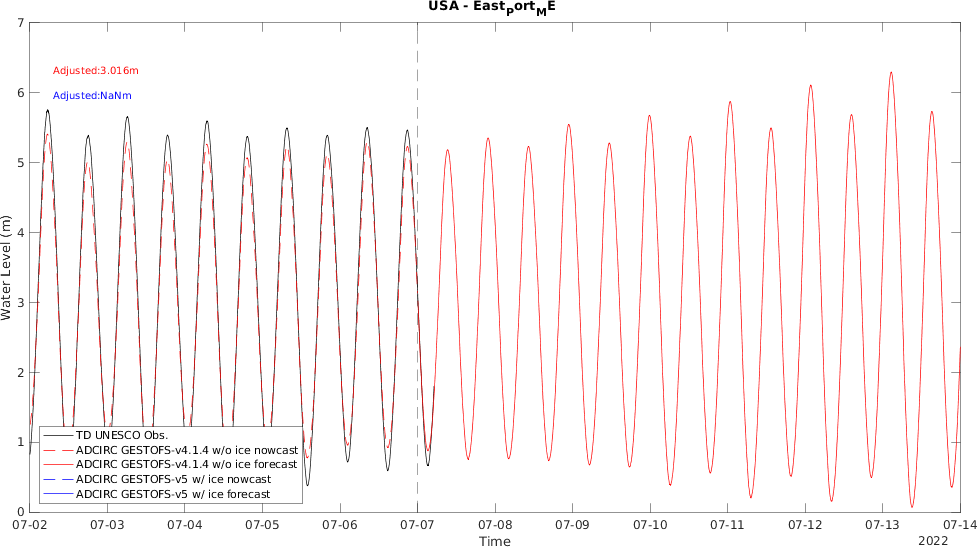 USA - EastPortME
7
6
5
4
3
2
1
0
Water Level (m)
Adjusted:3.016m
Adjusted:NaNm
TD UNESCO Obs.
ADCIRC GESTOFS-v4.1.4 w/o ice nowcast
ADCIRC GESTOFS-v4.1.4 w/o ice forecast
ADCIRC GESTOFS-v5 w/ ice nowcast
ADCIRC GESTOFS-v5 w/ ice forecast
07-02 07-03 07-04 07-05 07-06 07-07 07-08 07-09 07-10 07-11 07-12 07-13 07-14
Time
2022